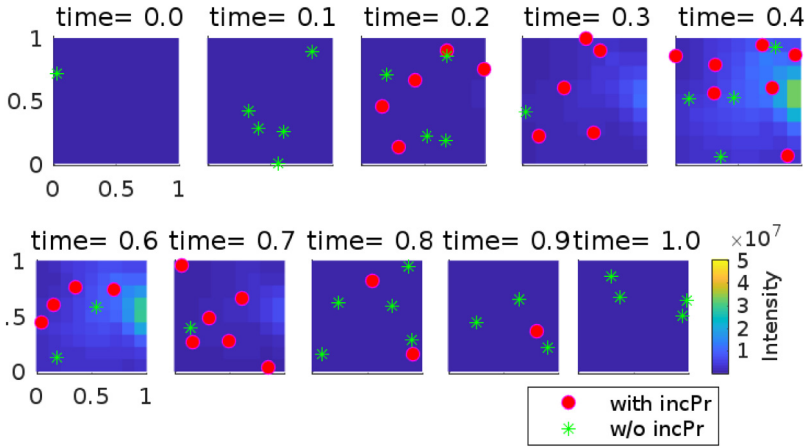 time= 0.0 time= 0.1 time= 0.2 time= 0.3 time= 0.4
1
0.5
0
0 0.5 1
time= 0.6 time= 0.7 time= 0.8 time= 0.9 time= 1.0
×10^7
1
.5
0
0 0.5 1
5
4
3
2
1
Intensity
with incPr
w/o incPr